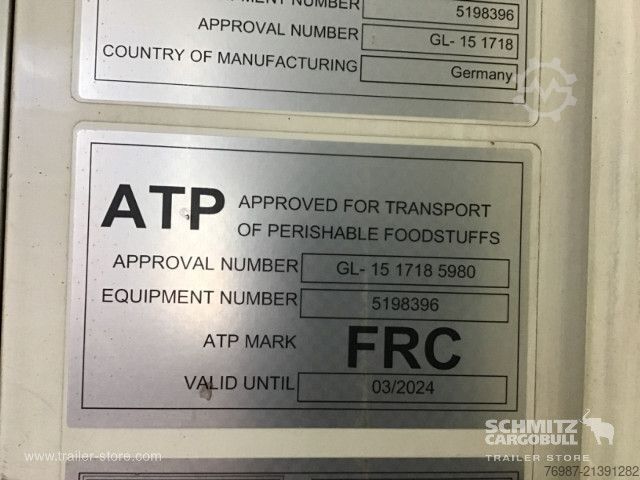 EQUIPMENT NUMBER 5198396
APPROVAL NUMBER GL- 15 1718
COUNTRY OF MANUFACTURING Germany
ATP APPROVED FOR TRANSPORT
OF PERISHABLE FOODSTUFFS
APPROVAL NUMBER GL- 15 1718 5980
EQUIPMENT NUMBER 5198396
ATP MARK FRC
VALID UNTIL 03/2024
SCHMITZ
CARGOBULL
TRAILER STORE
www.trailer-store.com
76987-21391282